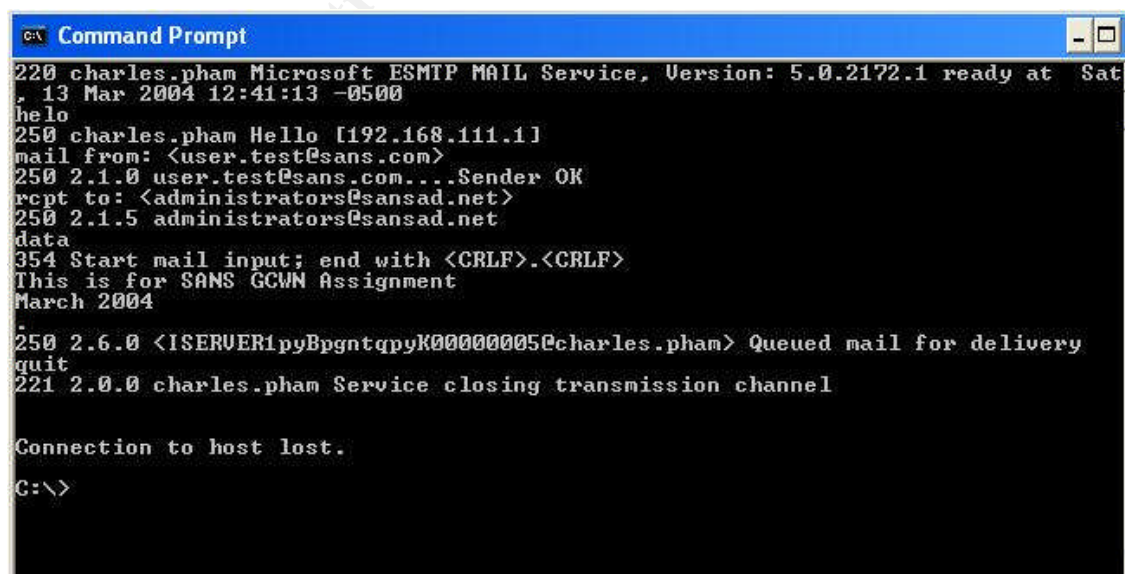 Command Prompt
220 charles.pham Microsoft ESMTP MAIL Service, Version: 5.0.2172.1 ready at  Sat
, 13 Mar 2004 12:41:13 -0500
helo
250 charles.pham Hello [192.168.111.1]
mail from: <user.test@sans.com>
250 2.1.0 user.test@sans.com....Sender OK
rcpt to: <administrators@sansad.net>
250 2.1.5 administrators@sansad.net
data
354 Start mail input; end with <CRLF>.<CRLF>
This is for SANS GCWN Assignment
March 2004
.
250 2.6.0 <ISERVER1pyBpgntqpyK00000005@charles.pham> Queued mail for delivery
quit
221 2.0.0 charles.pham Service closing transmission channel
Connection to host lost.
C:\>